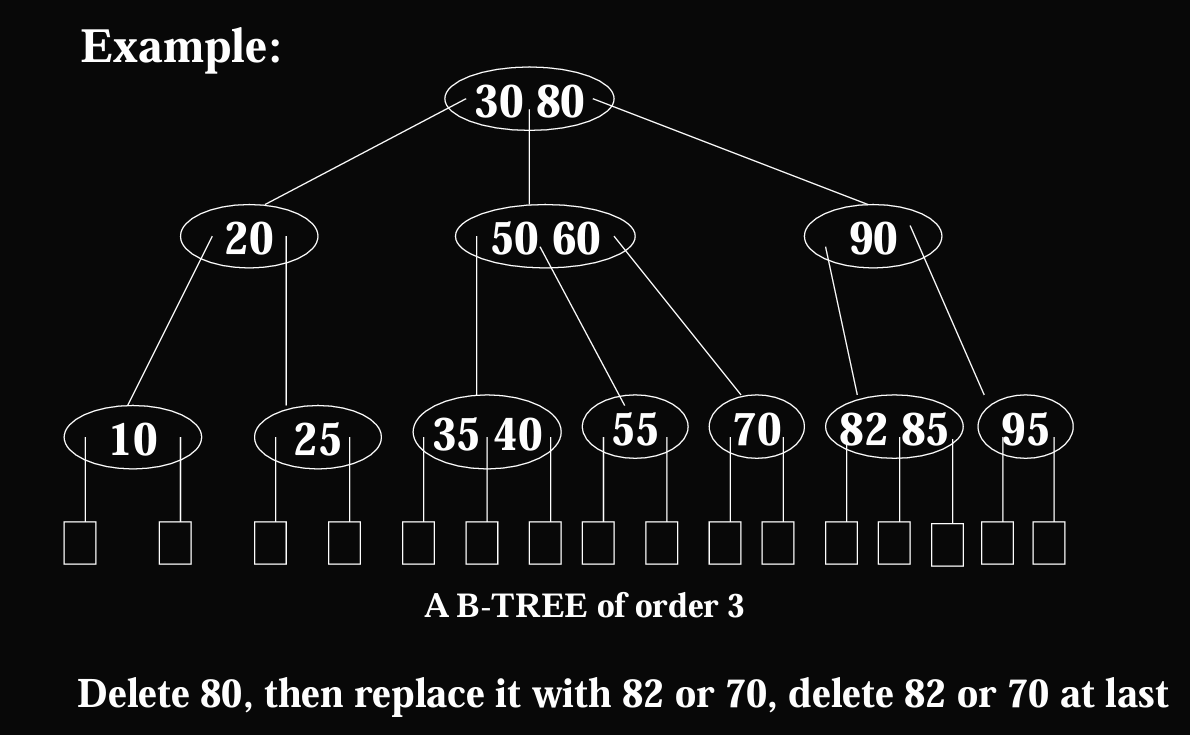 Example:
30 80
20 50 60 90
10 25 35 40 55 70 82 85 95
A B-TREE of order 3
Delete 80, then replace it with 82 or 70, delete 82 or 70 at last